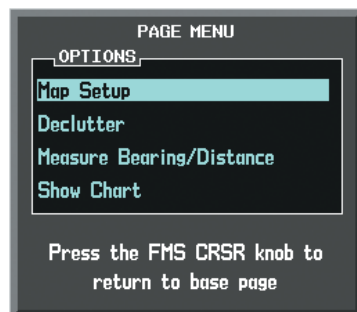 PAGE MENU
OPTIONS
Map Setup
Declutter
Measure Bearing/Distance
Show Chart
Press the FMS CRSR knob to
return to base page